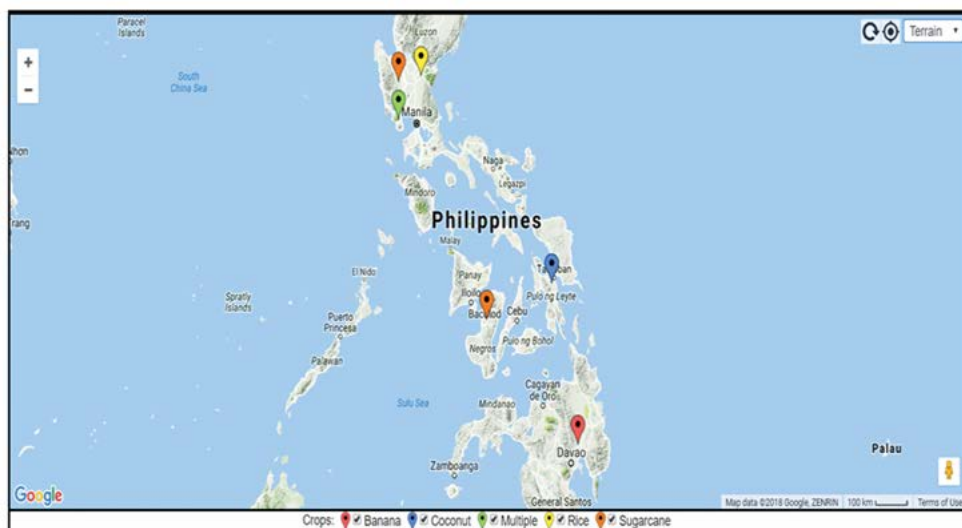 Paracel
Islands
Luzon
Terrain
+
−
South
China Sea
Manila
Naga
Legazpi
Mindoro
Philippines
Malay
El Nido
Panay
Iloilo
Spratly
Islands
Cebu
Pulo ng Leyte
Puerto
Princesa
Pulo ng Bohol
Negros
Palawan
Cagayan
de Oro
Sulu Sea
Mindanao
Palau
Davao
Zamboanga
General Santos
Google
Map data ©2018 Google, ZENRIN
100 km
Terms of Use
Crops: Banana Coconut Multiple Rice Sugarcane